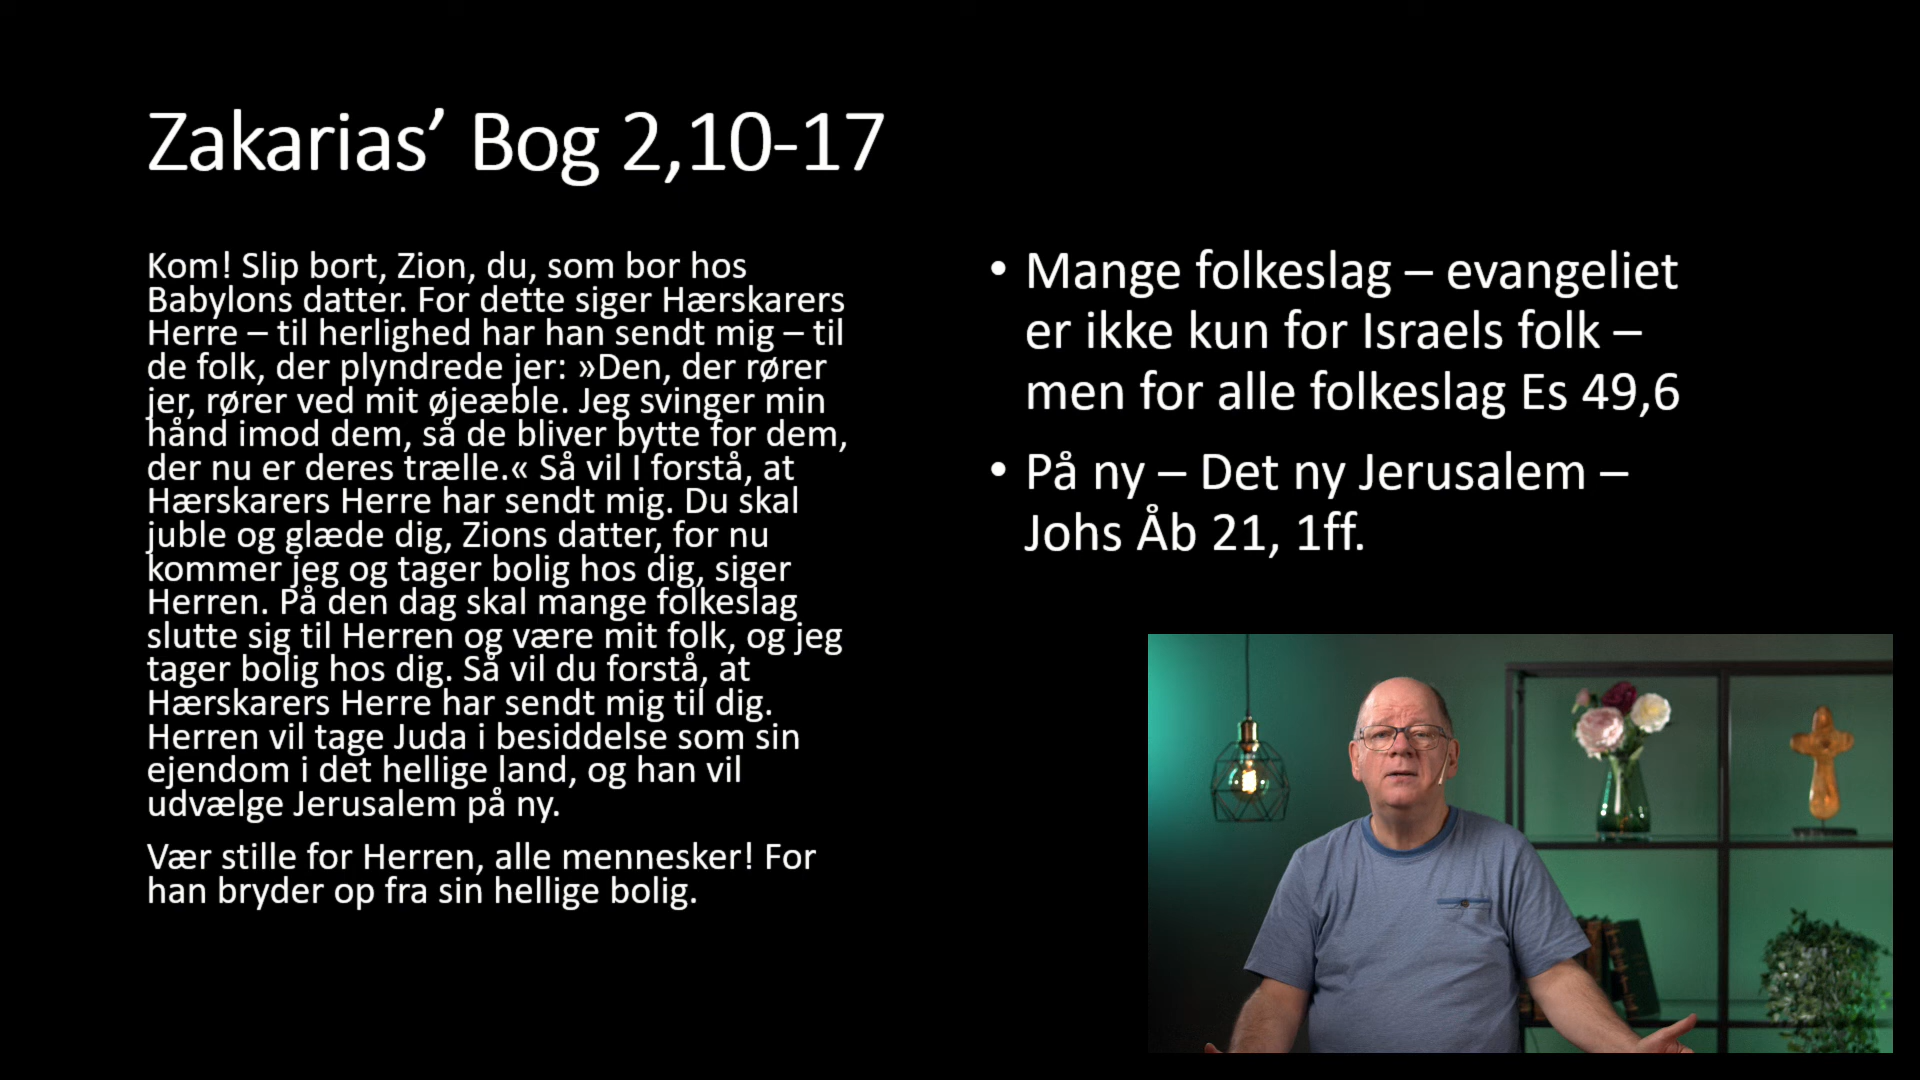 Zakarias’ Bog 2,10-17
Kom! Slip bort, Zion, du, som bor hos
Babylons datter. For dette siger Hærskarers
Herre – til herlighed har han sendt mig – til
de folk, der plyndrede jer: »Den, der rører
jer, rører ved mit øjeæble. Jeg svinger min
hånd imod dem, så de bliver bytte for dem,
der nu er deres trælle.« Så vil I forstå, at
Hærskarers Herre har sendt mig. Du skal
juble og glæde dig, Zions datter, for nu
kommer jeg og tager bolig hos dig, siger
Herren. På den dag skal mange folkeslag
slutte sig til Herren og være mit folk, og jeg
tager bolig hos dig. Så vil du forstå, at
Hærskarers Herre har sendt mig til dig.
Herren vil tage Juda i besiddelse som sin
ejendom i det hellige land, og han vil
udvælge Jerusalem på ny.
Vær stille for Herren, alle mennesker! For
han bryder op fra sin hellige bolig.
• Mange folkeslag – evangeliet
er ikke kun for Israels folk –
men for alle folkeslag Es 49,6
• På ny – Det ny Jerusalem –
Johs Åb 21, 1ff.